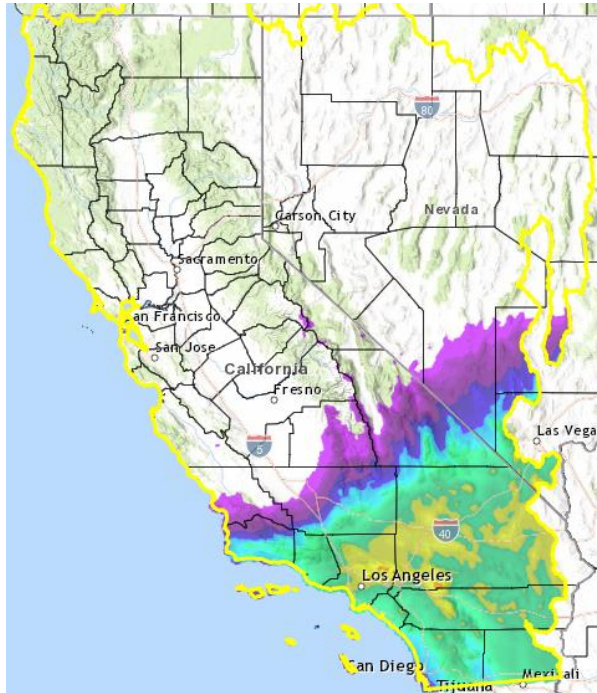 80
Carson City
Nevada
Sacramento
San Francisco
San Jose
California
Fresno
5
Las Vega
40
Los Angeles
San Diego
Tijuana
Mexicali